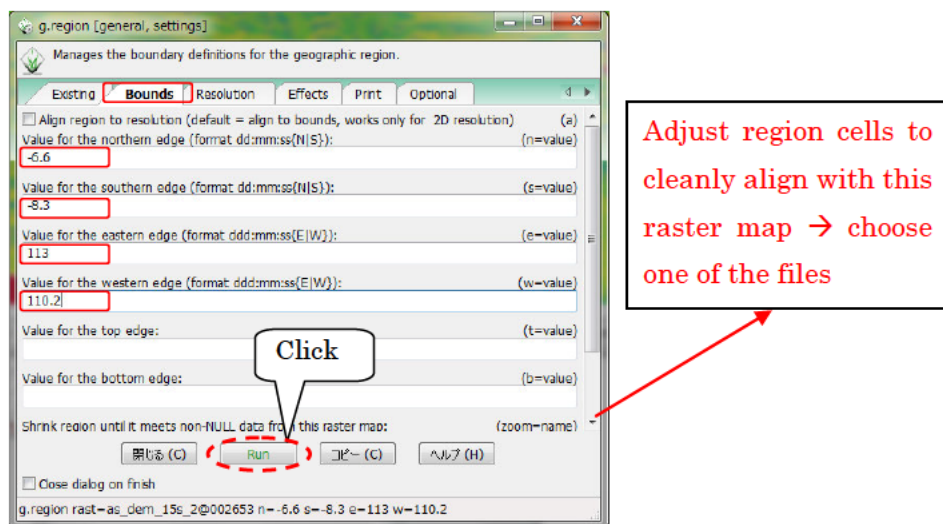 g.region [general, settings]
Manages the boundary definitions for the geographic region.
Existing Bounds Resolution Effects Print Optional
Align region to resolution (default = align to bounds, works only for 2D resolution) (a)
Value for the northern edge (format dd:mm:ss{N|S}): (n=value)
-6.6
Value for the southern edge (format dd:mm:ss{N|S}): (s=value)
-8.3
Value for the eastern edge (format ddd:mm:ss{E|W}): (e=value)
113
Value for the western edge (format ddd:mm:ss{E|W}): (w=value)
110.2
Value for the top edge: (t=value)
Click
Value for the bottom edge: (b=value)
Shrink region until it meets non-NULL data from this raster map: (zoom=name)
閉じる (C) Run コピー (C) ヘルプ (H)
Close dialog on finish
g.region rast=as_dem_15s_2@002653 n=-6.6 s=-8.3 e=113 w=110.2
Adjust region cells to
cleanly align with this
raster map → choose
one of the files